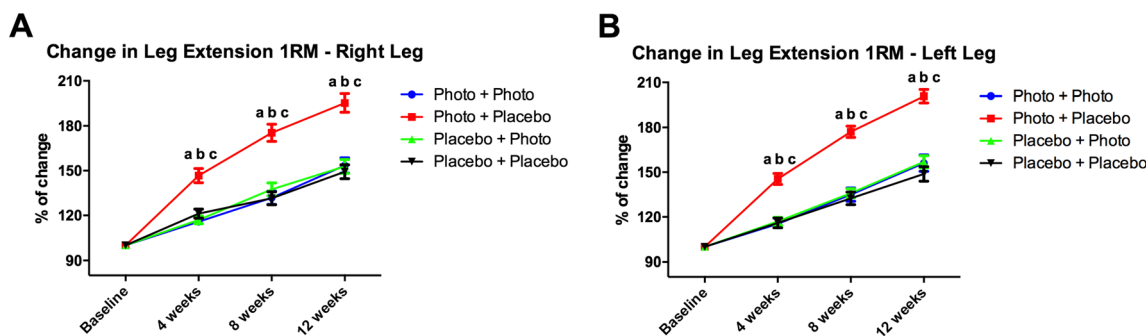 A
Change in Leg Extension 1RM - Right Leg
% of change
210
180
150
120
90
a b c
a b c
a b c
Baseline
4 weeks
8 weeks
12 weeks
Photo + Photo
Photo + Placebo
Placebo + Photo
Placebo + Placebo
B
Change in Leg Extension 1RM - Left Leg
% of change
210
180
150
120
90
a b c
a b c
a b c
Baseline
4 weeks
8 weeks
12 weeks
Photo + Photo
Photo + Placebo
Placebo + Photo
Placebo + Placebo